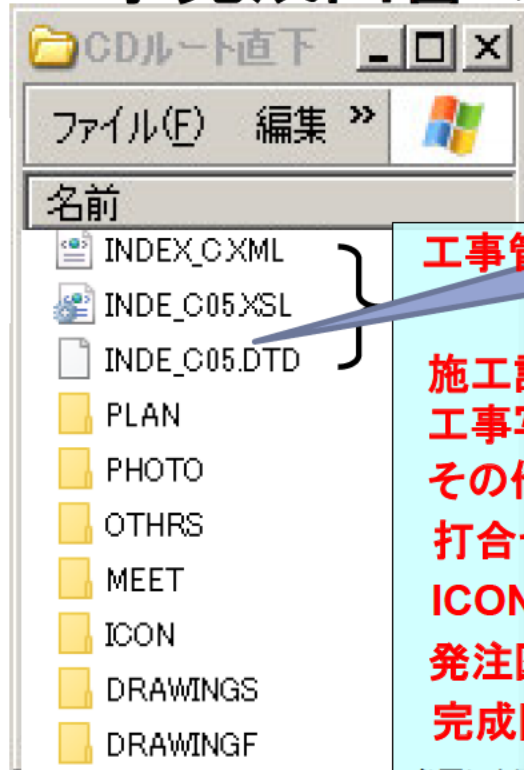 CDルート直下
ファイル(F) 編集 »
名前
INDEX_C.XML
INDE_C05.XSL
INDE_C05.DTD
PLAN
PHOTO
OTHRS
MEET
ICON
DRAWINGS
DRAWINGF
工事
施工
工事
その
打合
ICON
発注
完成